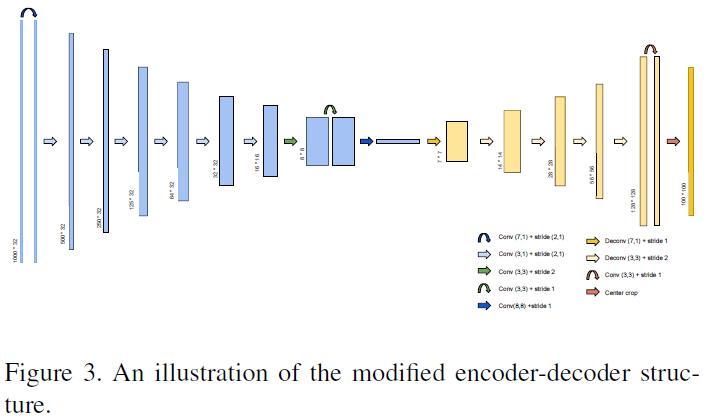 1000 * 32
500 * 32
250* 32
125* 32
64* 32
32* 32
16 * 16
8 * 8
7 * 7
14 * 14
28 * 28
56 * 56
128 * 128
100 * 100
Conv (7,1) + stride (2,1)
Conv (3,1) + stride (2,1)
Conv (3,3) + stride 2
Conv (3,3) + stride 1
Conv(8,8) +stride 1
Deconv (7,1) + stride 1
Deconv (3,3) + stride 2
Conv (3,3) + stride 1
Center crop
Figure 3. An illustration of the modified encoder-decoder struc-
ture.